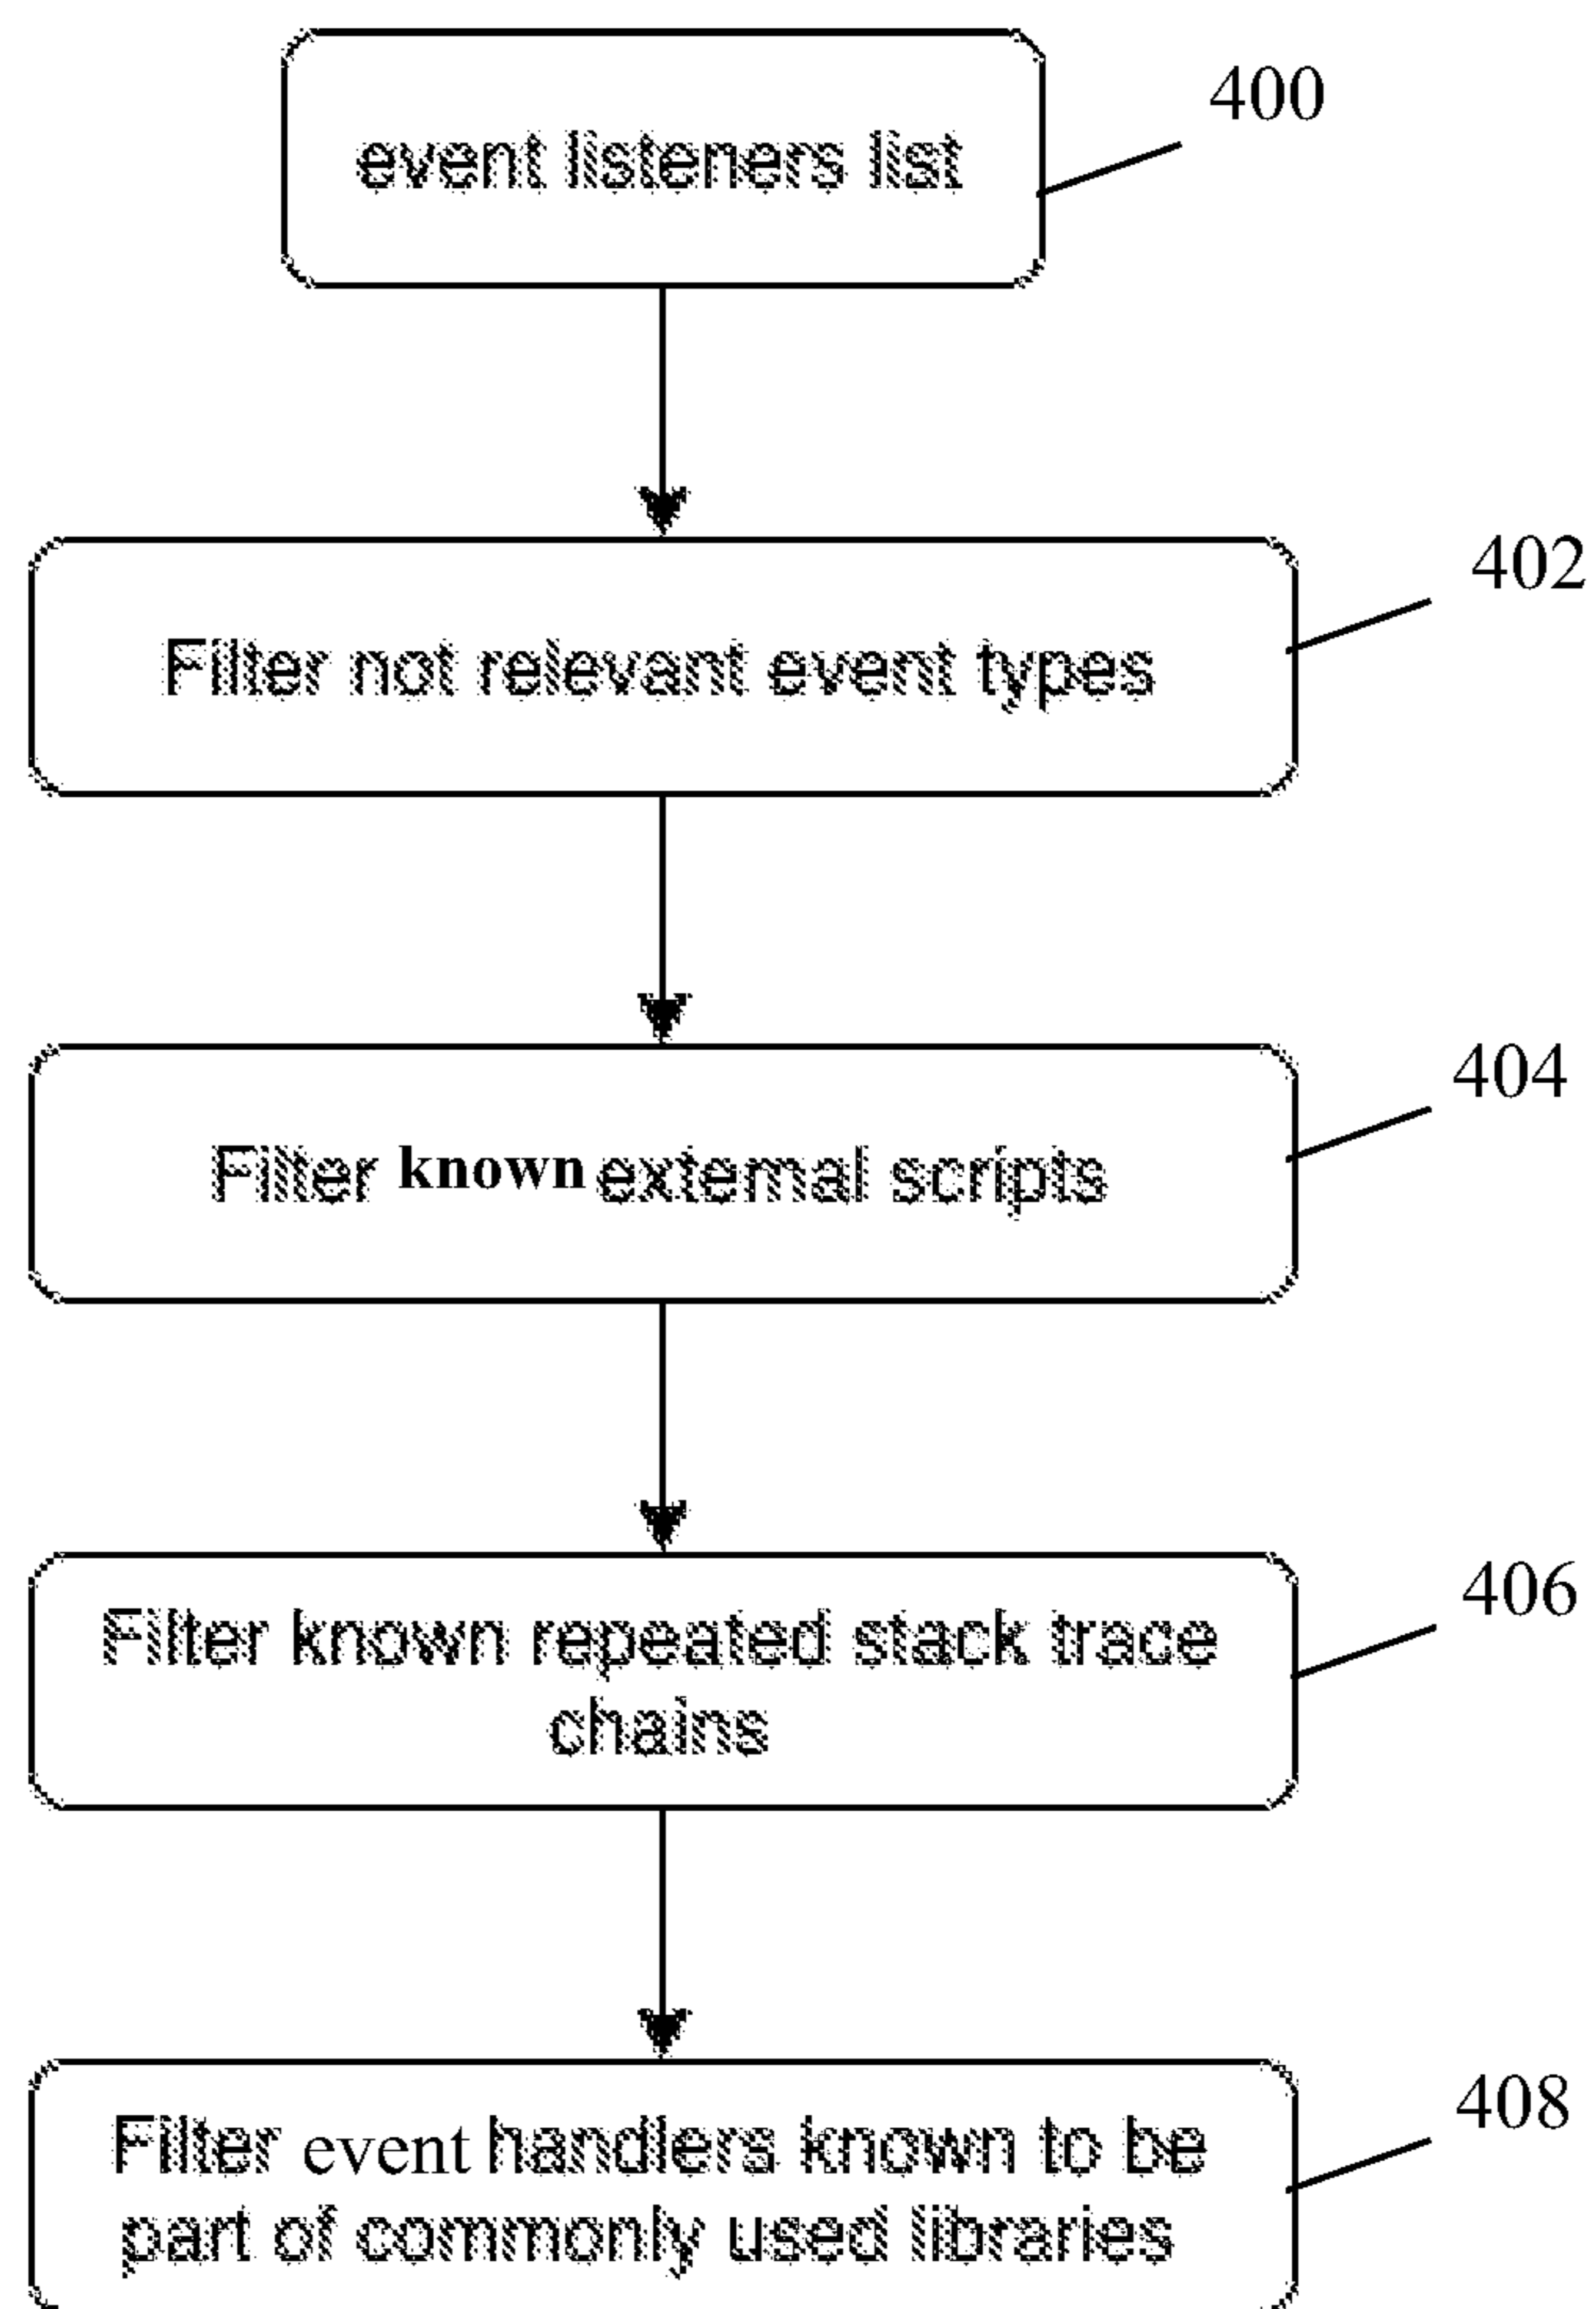 400
event listeners list
402
Filter not relevant event types
404
Filter known external scripts
406
Filter known repeated stack trace
chains
408
Filter event handlers known to be
part of commonly used libraries